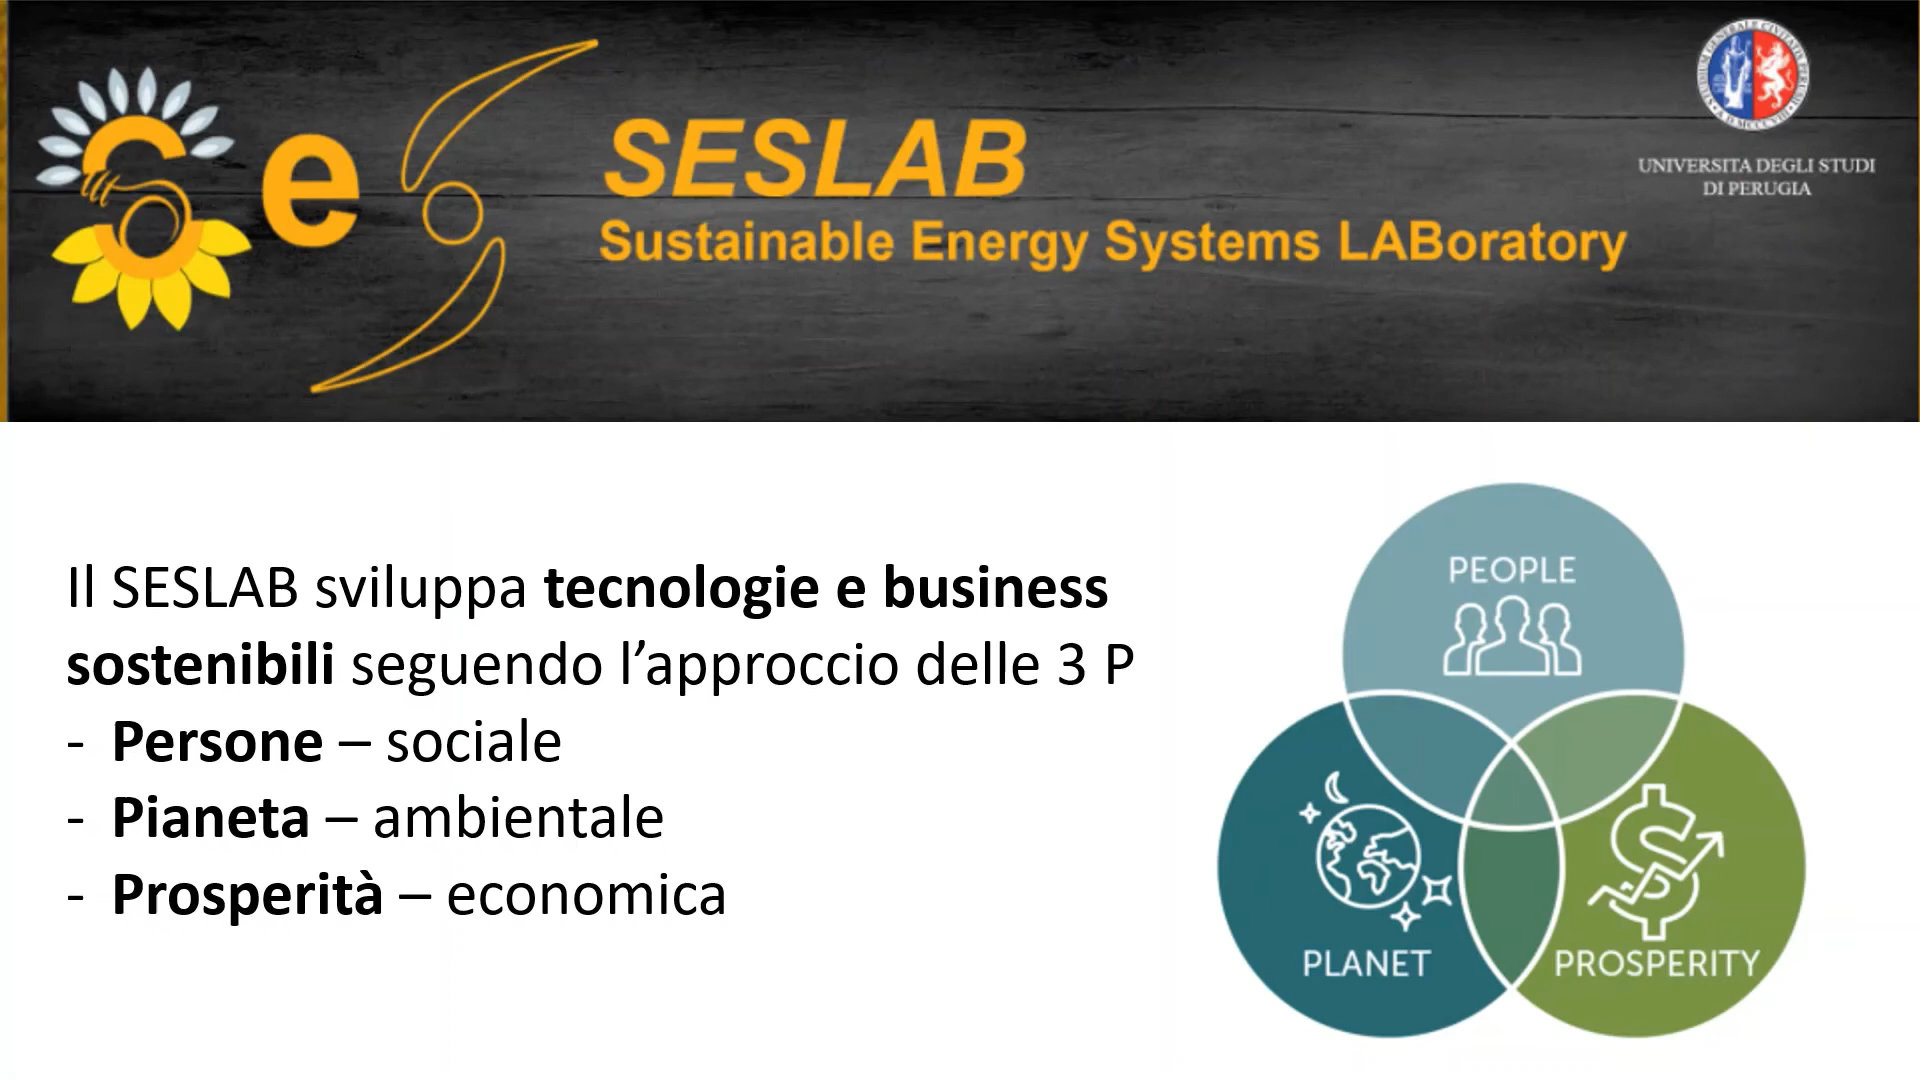 SeS
SESLAB
Sustainable Energy Systems LABoratory
UNIVERSITA DEGLI STUDI
DI PERUGIA
Il SESLAB sviluppa tecnologie e business
sostenibili seguendo l’approccio delle 3 P
- Persone – sociale
- Pianeta – ambientale
- Prosperità – economica
PEOPLE
PLANET
PROSPERITY